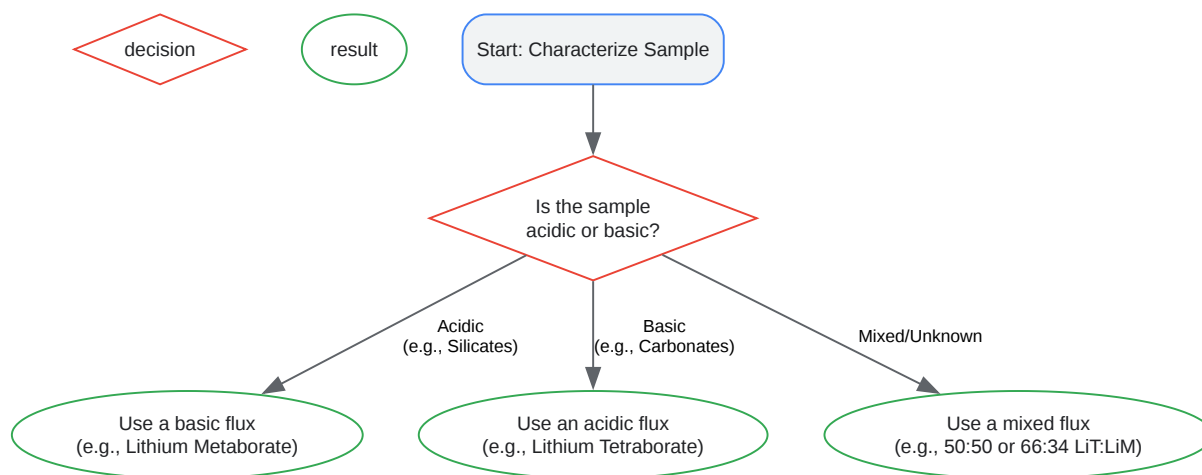 decision
result
Start: Characterize Sample
Is the sample
acidic or basic?
Acidic
(e.g., Silicates)
Basic
(e.g., Carbonates)
Mixed/Unknown
Use a basic flux
(e.g., Lithium Metaborate)
Use an acidic flux
(e.g., Lithium Tetraborate)
Use a mixed flux
(e.g., 50:50 or 66:34 LiT:LiM)